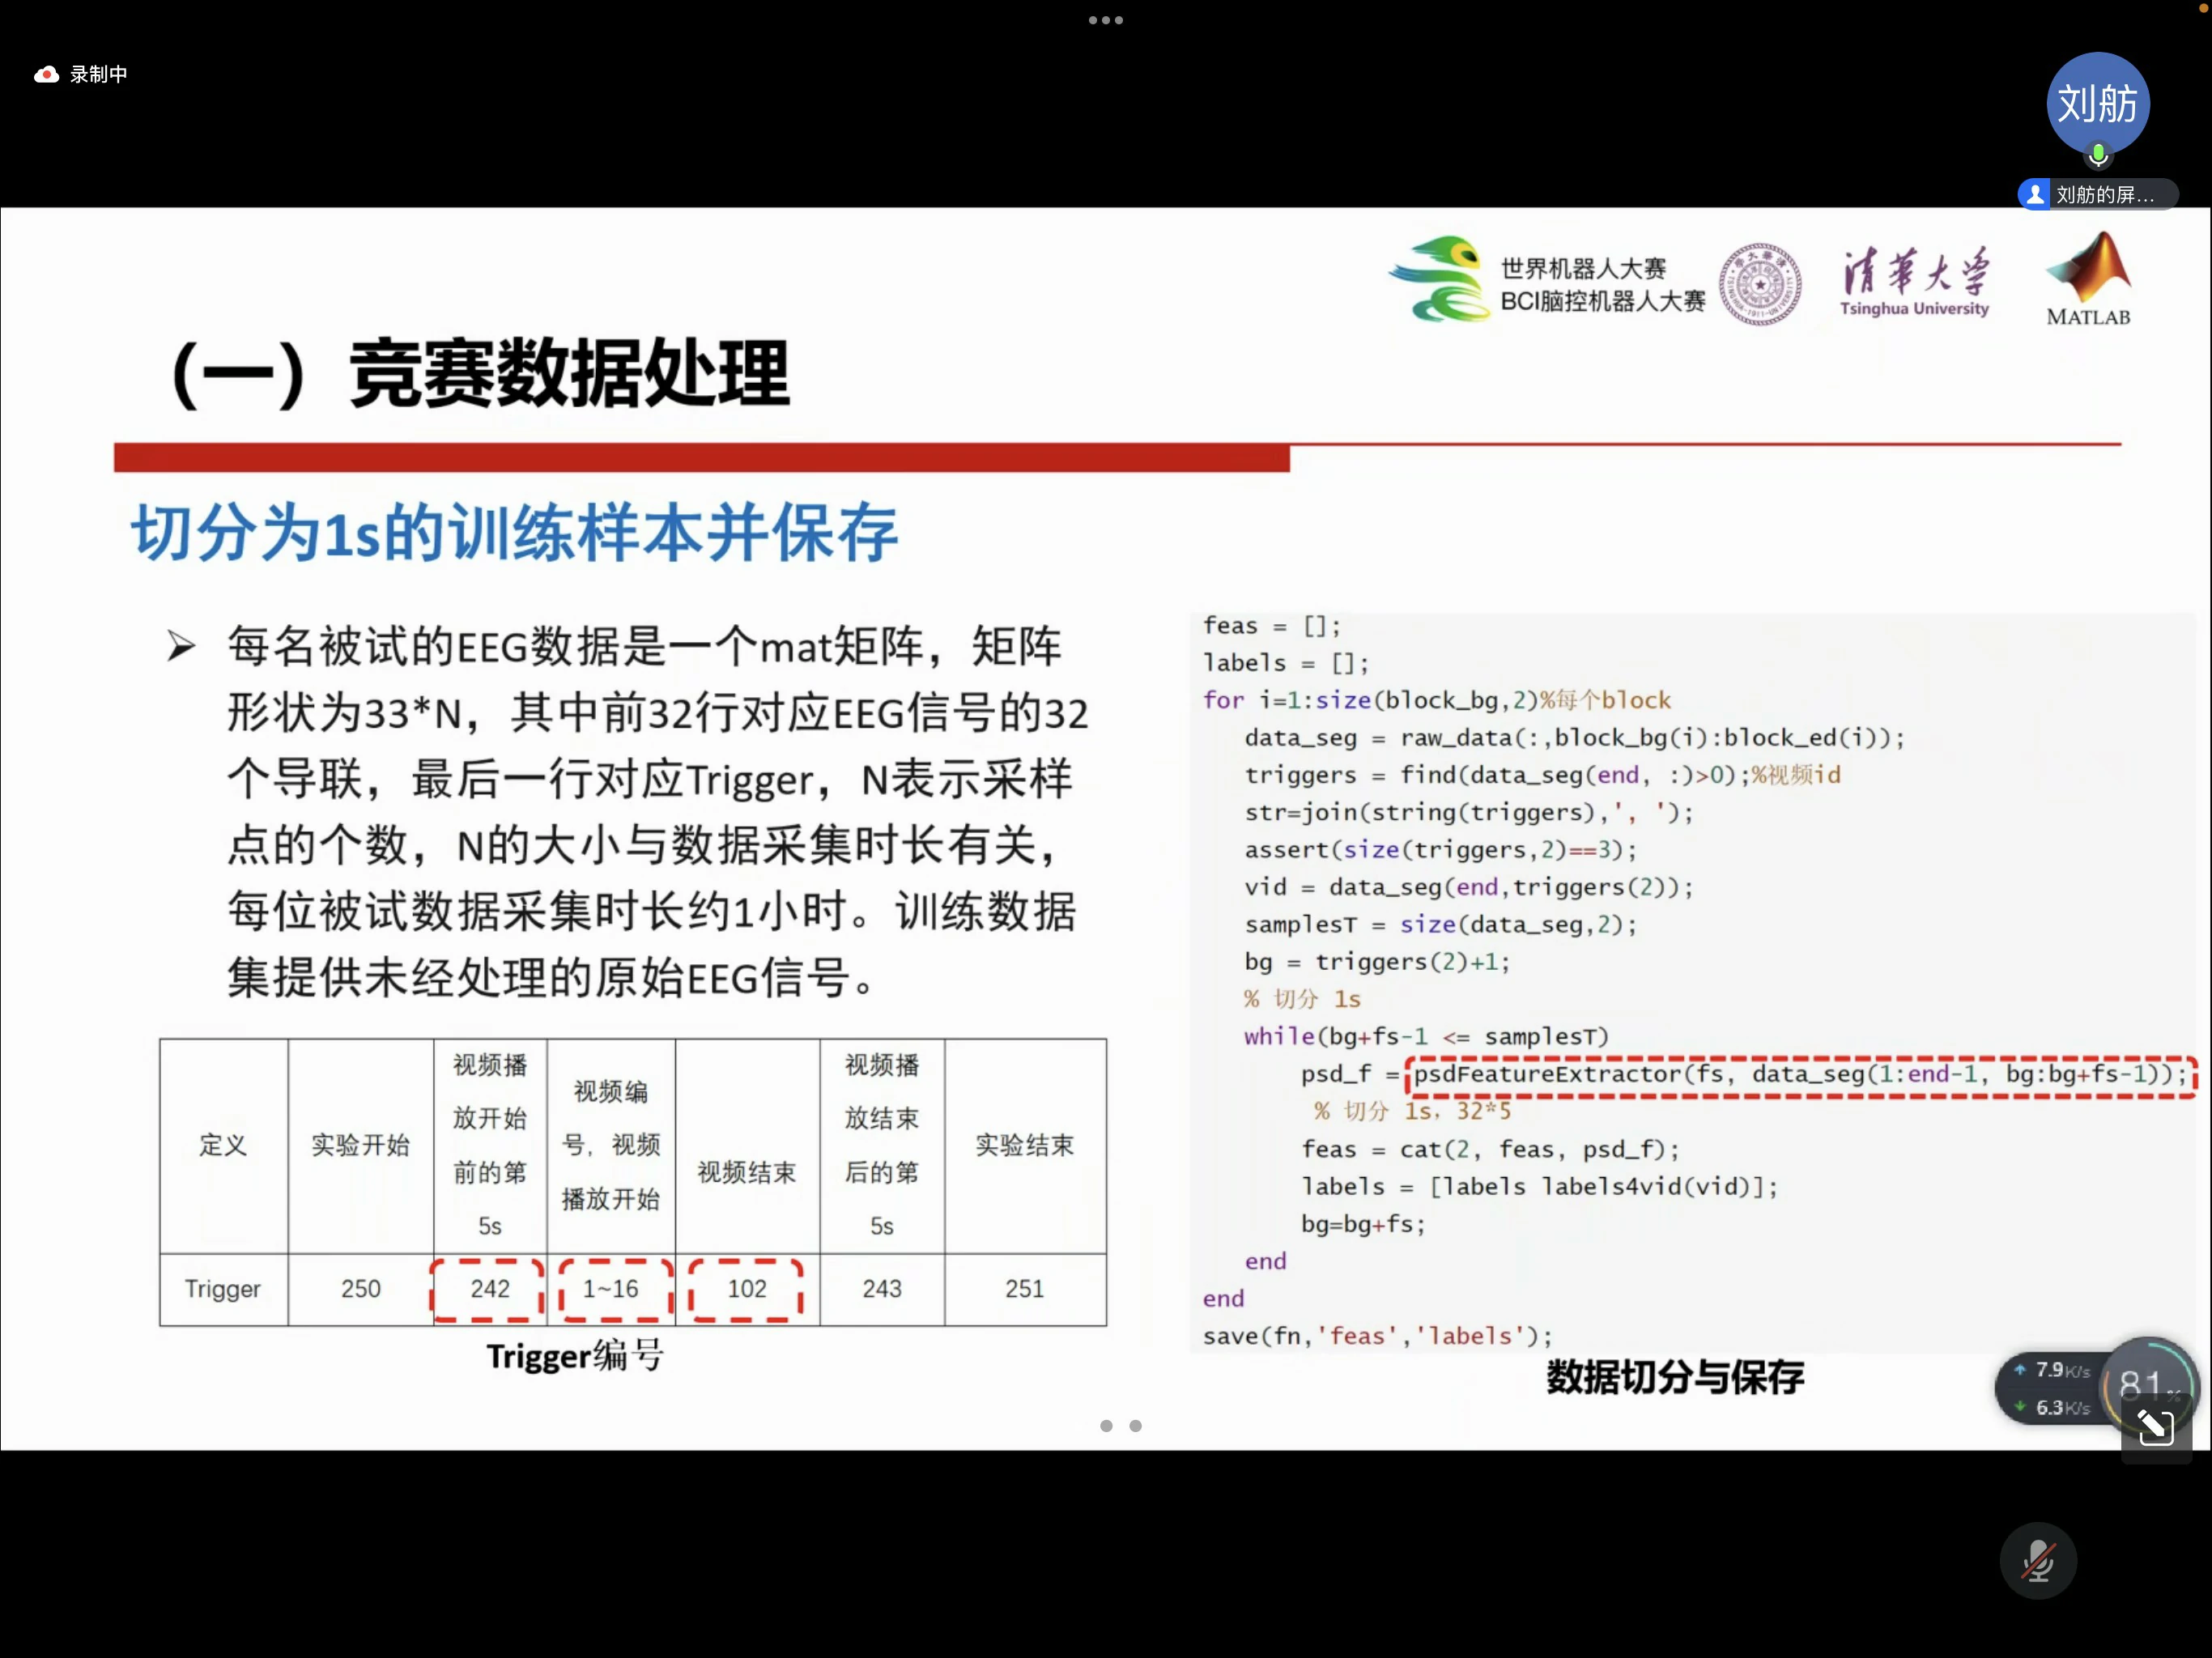 录制中
刘舫
刘舫的屏...
世界机器人大赛
BCI脑控机器人大赛
清华大学
Tsinghua University
MATLAB
（一）竞赛数据处理
切分为1s的训练样本并保存
➢ 每名被试的EEG数据是一个mat矩阵，矩阵
形状为33*N，其中前32行对应EEG信号的32
个导联，最后一行对应Trigger，N表示采样
点的个数，N的大小与数据采集时长有关，
每位被试数据采集时长约1小时。训练数据
集提供未经处理的原始EEG信号。
定义
实验开始
视频播
放开始
前的第
5s
视频编
号，视频
播放开始
视频结束
视频播
放结束
后的第
5s
实验结束
Trigger 250 242 1~16 102 243 251
Trigger编号
feas = [];
labels = [];
for i=1:size(block_bg,2)%每个block
data_seg = raw_data(:,block_bg(i):block_ed(i));
triggers = find(data_seg(end, :)>0);%视频id
str=join(string(triggers),', ');
assert(size(triggers,2)==3);
vid = data_seg(end,triggers(2));
samplesT = size(data_seg,2);
bg = triggers(2)+1;
% 切分 1s
while(bg+fs-1 <= samplesT)
psd_f = psdFeatureExtractor(fs, data_seg(1:end-1, bg:bg+fs-1));
% 切分 1s，32*5
feas = cat(2, feas, psd_f);
labels = [labels labels4vid(vid)];
bg=bg+fs;
end
end
save(fn,'feas','labels');
数据切分与保存
7.9K/s
6.3K/s
81%